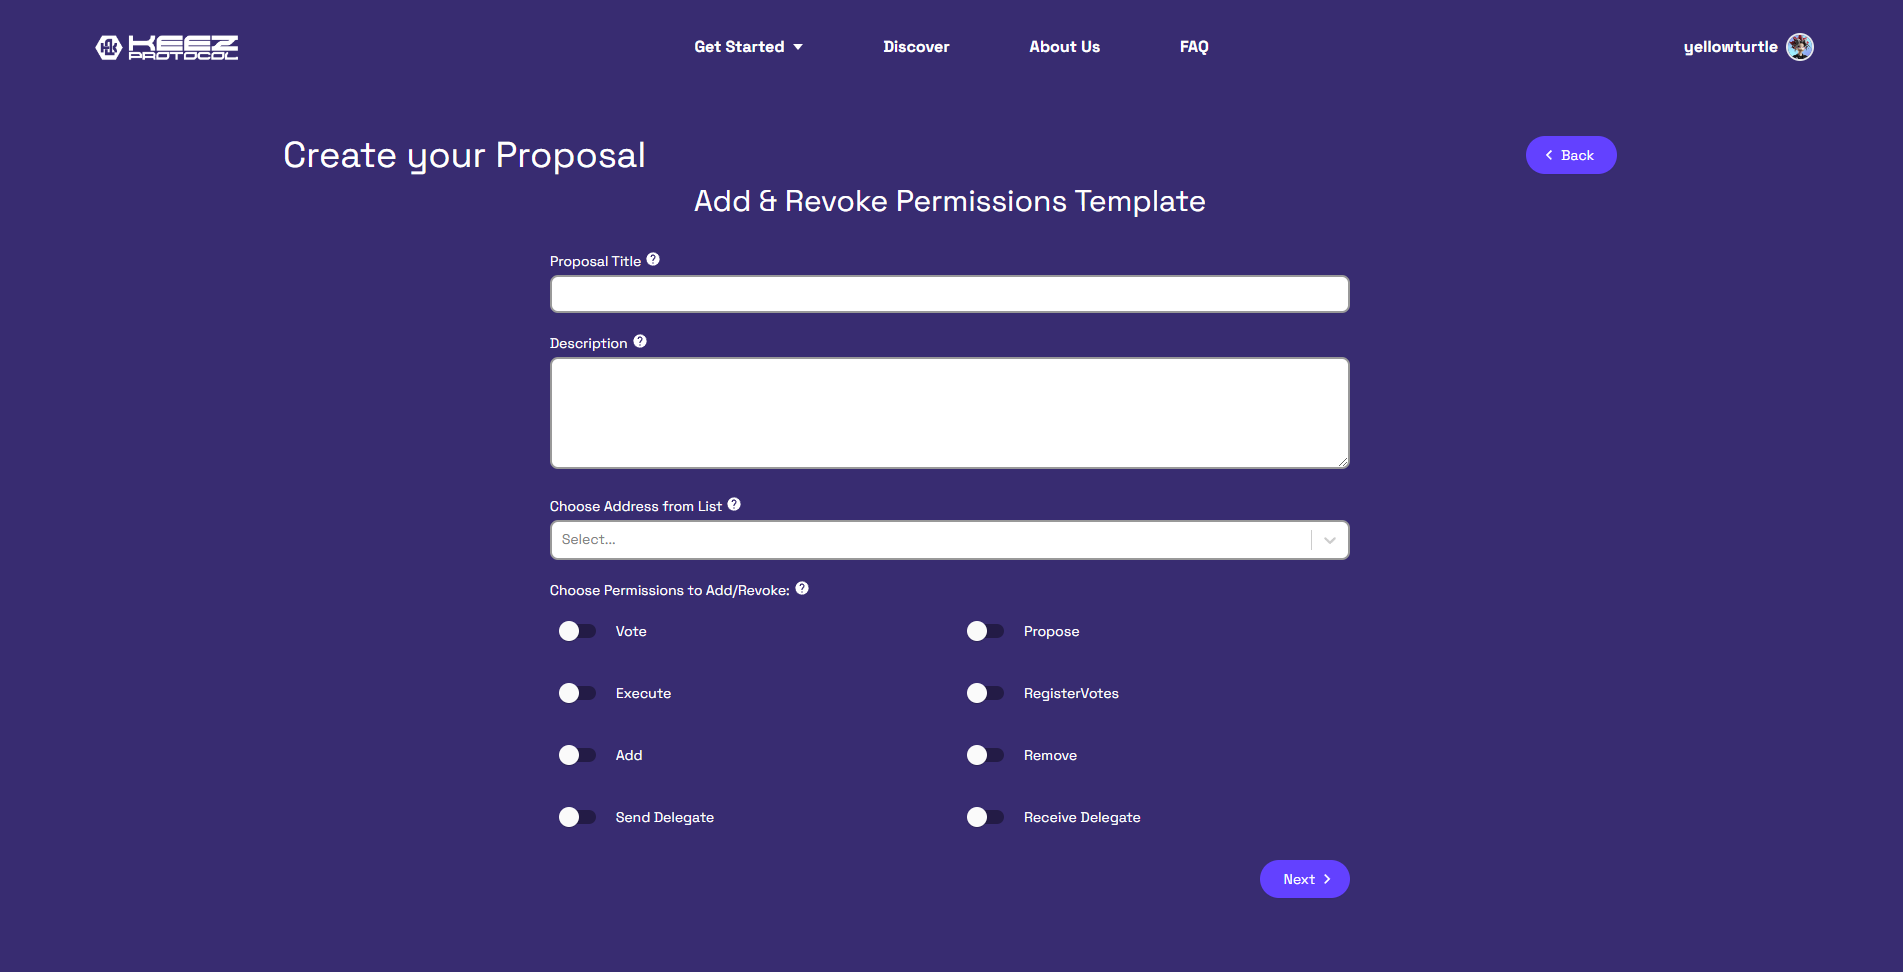 KEEZ
PROTOCOL
Get Started
Discover
About Us
FAQ
yellowturtle
Create your Proposal
Back
Add & Revoke Permissions Template
Proposal Title
Description
Choose Address from List
Select...
Choose Permissions to Add/Revoke:
Vote
Propose
Execute
RegisterVotes
Add
Remove
Send Delegate
Receive Delegate
Next